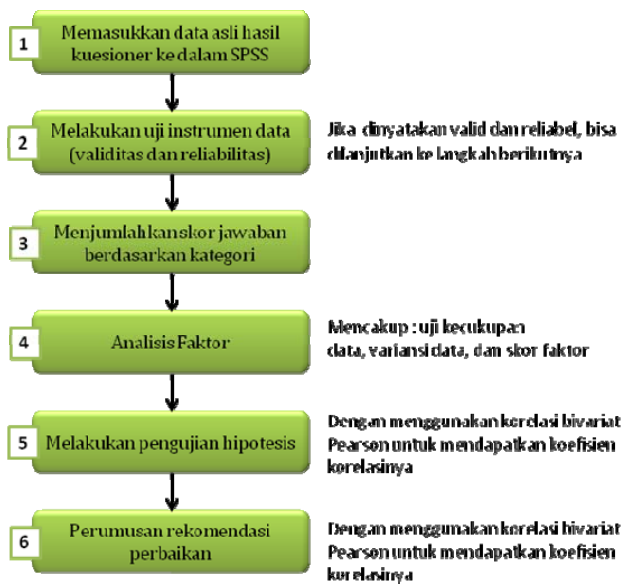 1
Memasukkan data asli hasil
kuesioner ke dalam SPSS
2
Melakukan uji instrumen data
(validitas dan reliabilitas)
Jika dinyatakan valid dan reliabel, bisa
dilanjutkan ke langkah berikutnya
3
Menjumlahkan skor jawaban
berdasarkan kategori
4
Analisis Faktor
Mencakup : uji kecukupan
data, variansi data, dan skor faktor
5
Melakukan pengujian hipotesis
Dengan menggunakan korelasi bivariat
Pearson untuk mendapatkan koefisien
korelasinya
6
Perumusan rekomendasi
perbaikan
Dengan menggunakan korelasi bivariat
Pearson untuk mendapatkan koefisien
korelasinya